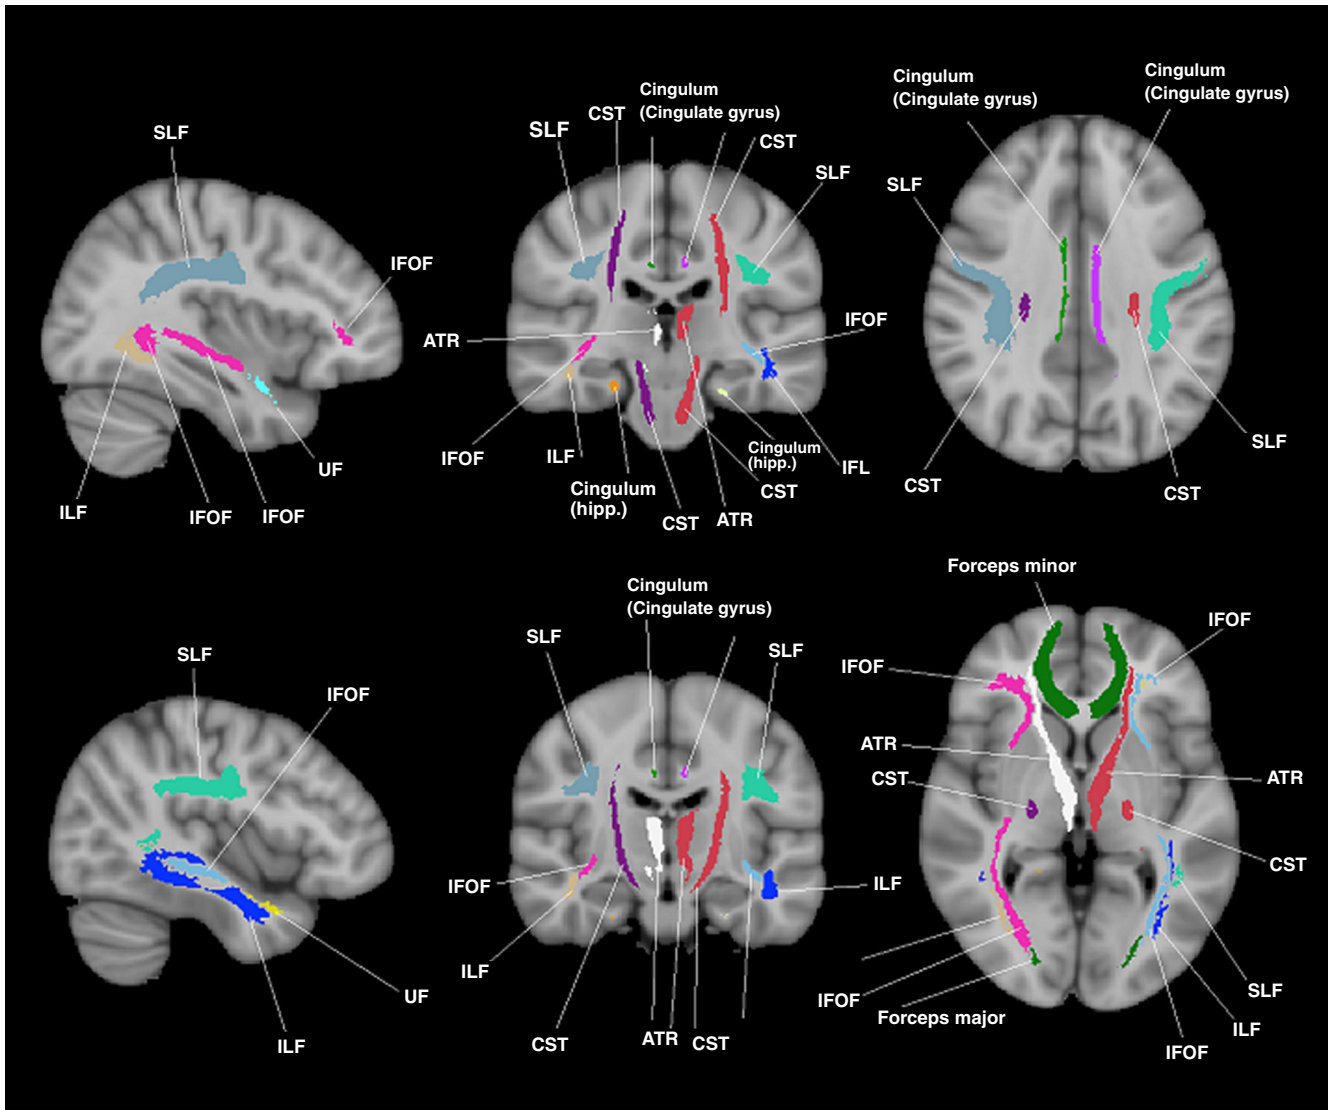 SLF
IFOF
UF
ILF
IFOF
IFOF
Cingulum
(Cingulate gyrus)
CST
SLF
CST
SLF
ATR
IFOF
IFOF
ILF
Cingulum
(hipp.)
CST
ATR
CST
Cingulum
(hipp.)
IFL
Cingulum
(Cingulate gyrus)
Cingulum
(Cingulate gyrus)
SLF
SLF
CST
CST
SLF
IFOF
UF
ILF
Cingulum
(Cingulate gyrus)
SLF
SLF
IFOF
ILF
ILF
CST
ATR
CST
Forceps minor
IFOF
IFOF
ATR
CST
ATR
CST
IFOF
Forceps major
SLF
ILF
IFOF